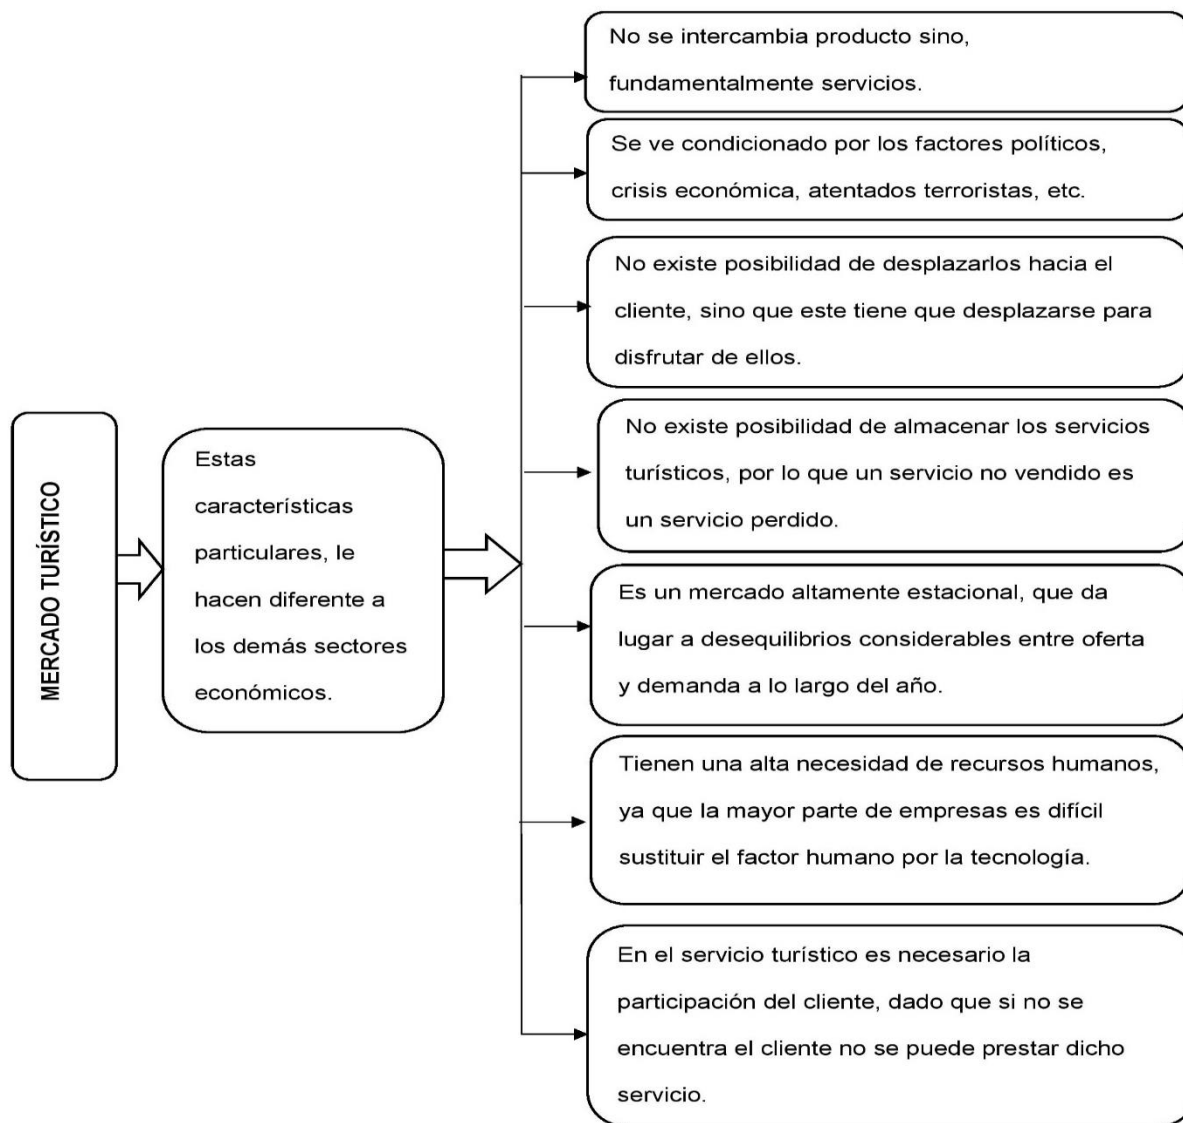 MERCADO TURÍSTICO
Estas
características
particulares, le
hacen diferente a
los demás sectores
económicos.
No se intercambia producto sino,
fundamentalmente servicios.
Se ve condicionado por los factores políticos,
crisis económica, atentados terroristas, etc.
No existe posibilidad de desplazarlos hacia el
cliente, sino que este tiene que desplazarse para
disfrutar de ellos.
No existe posibilidad de almacenar los servicios
turísticos, por lo que un servicio no vendido es
un servicio perdido.
Es un mercado altamente estacional, que da
lugar a desequilibrios considerables entre oferta
y demanda a lo largo del año.
Tienen una alta necesidad de recursos humanos,
ya que la mayor parte de empresas es difícil
sustituir el factor humano por la tecnología.
En el servicio turístico es necesario la
participación del cliente, dado que si no se
encuentra el cliente no se puede prestar dicho
servicio.